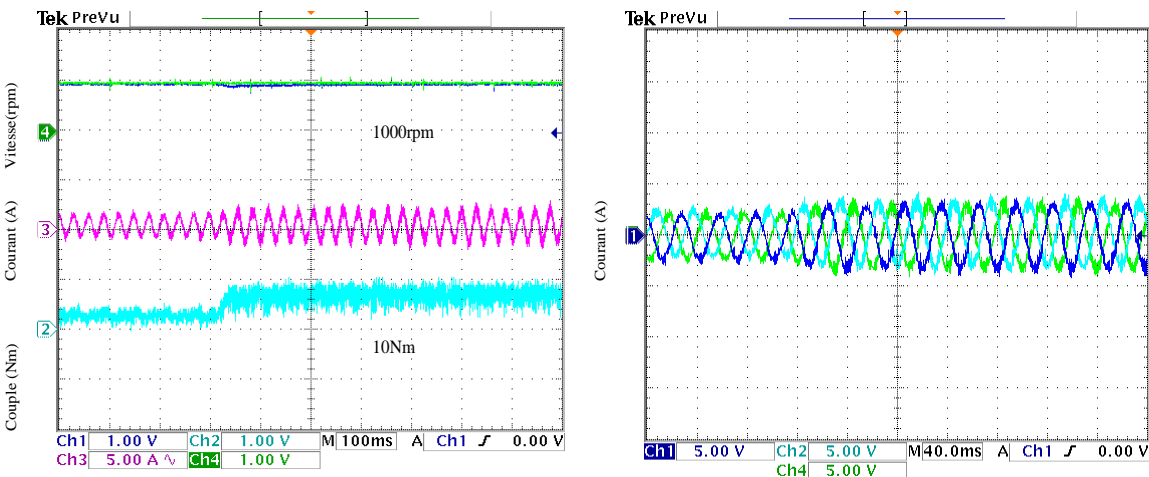 Tek PreVu
Vitesse(rpm)
Courant (A)
Couple (Nm)
4
1000rpm
3
2
10Nm
Ch1 1.00 V Ch2 1.00 V M 100ms A Ch1 0.00 V
Ch3 5.00 A Ch4 1.00 V
Tek PreVu
Courant (A)
1
Ch1 5.00 V Ch2 5.00 V M 40.0ms A Ch1 0.00 V
Ch4 5.00 V